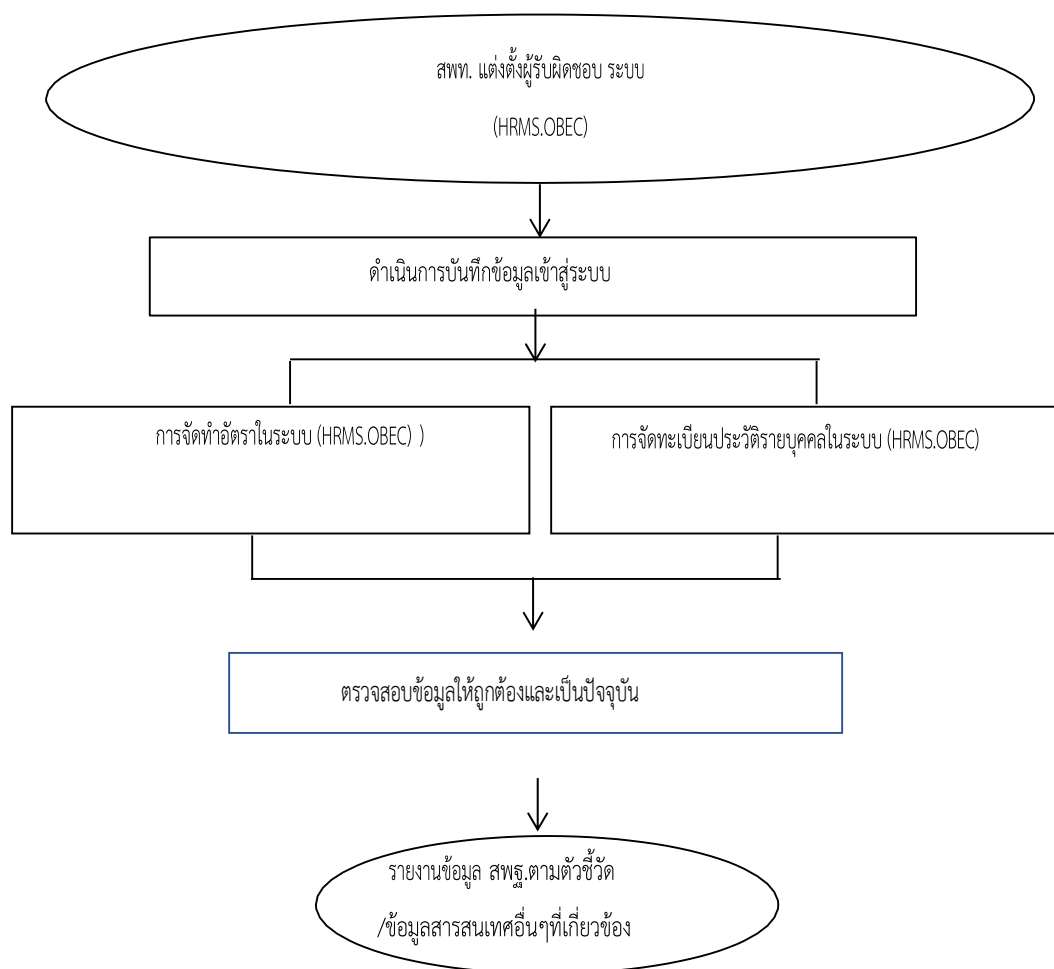 สพท. แต่งตั้งผู้รับผิดชอบ ระบบ
(HRMS.OBEC)
ดำเนินการบันทึกข้อมูลเข้าสู่ระบบ
การจัดทำอัตราในระบบ (HRMS.OBEC) )
การจัดทะเบียนประวัติรายบุคคลในระบบ (HRMS.OBEC)
ตรวจสอบข้อมูลให้ถูกต้องและเป็นปัจจุบัน
รายงานข้อมูล สพฐ.ตามตัวชี้วัด
/ข้อมูลสารสนเทศอื่นๆที่เกี่ยวข้อง